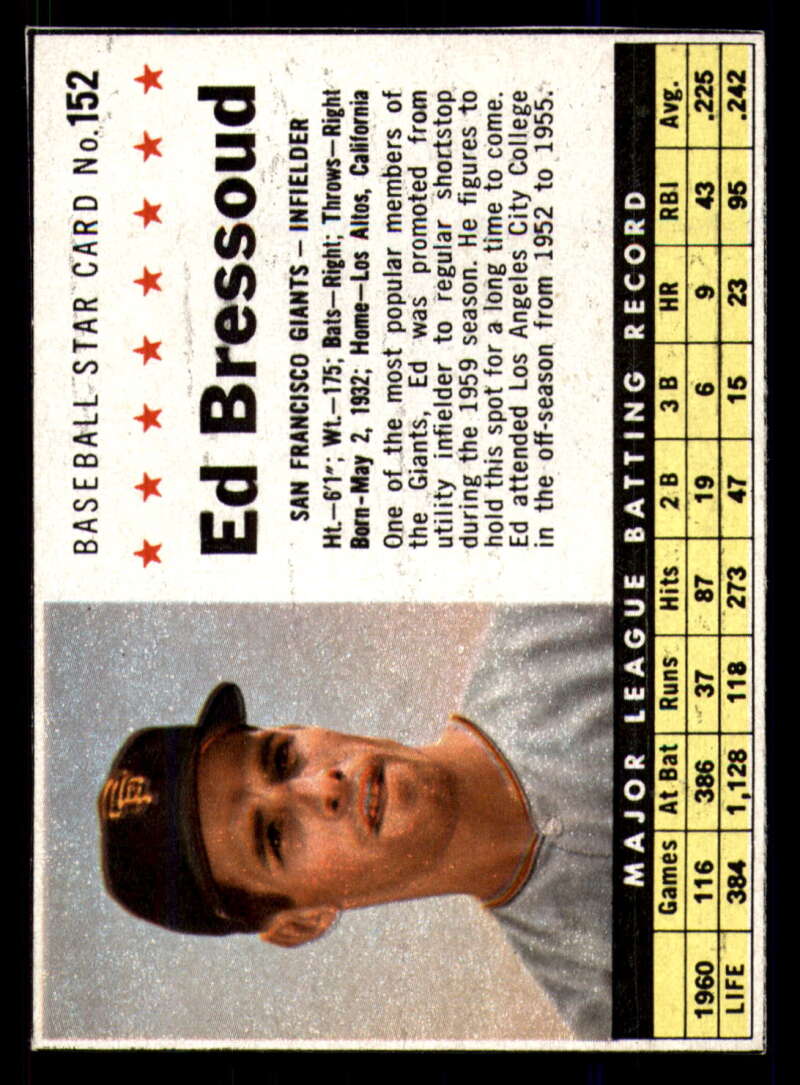 BASEBALL STAR CARD No. 152
Ed Bressoud
SAN FRANCISCO GIANTS – INFIELDER
Ht.–6'1"; Wt.–175; Bats–Right; Throws–Right
Born–May 2, 1932; Home–Los Altos, California
One of the most popular members of
the Giants, Ed was promoted from
utility infielder to regular shortstop
during the 1959 season. He figures to
hold this spot for a long time to come.
Ed attended Los Angeles City College
in the off-season from 1952 to 1955.
MAJOR LEAGUE BATTING RECORD
Games At Bat Runs Hits 2 B 3 B HR RBI Avg.
1960 116 386 37 87 19 6 9 43 .225
LIFE 384 1,128 118 273 47 15 23 95 .242